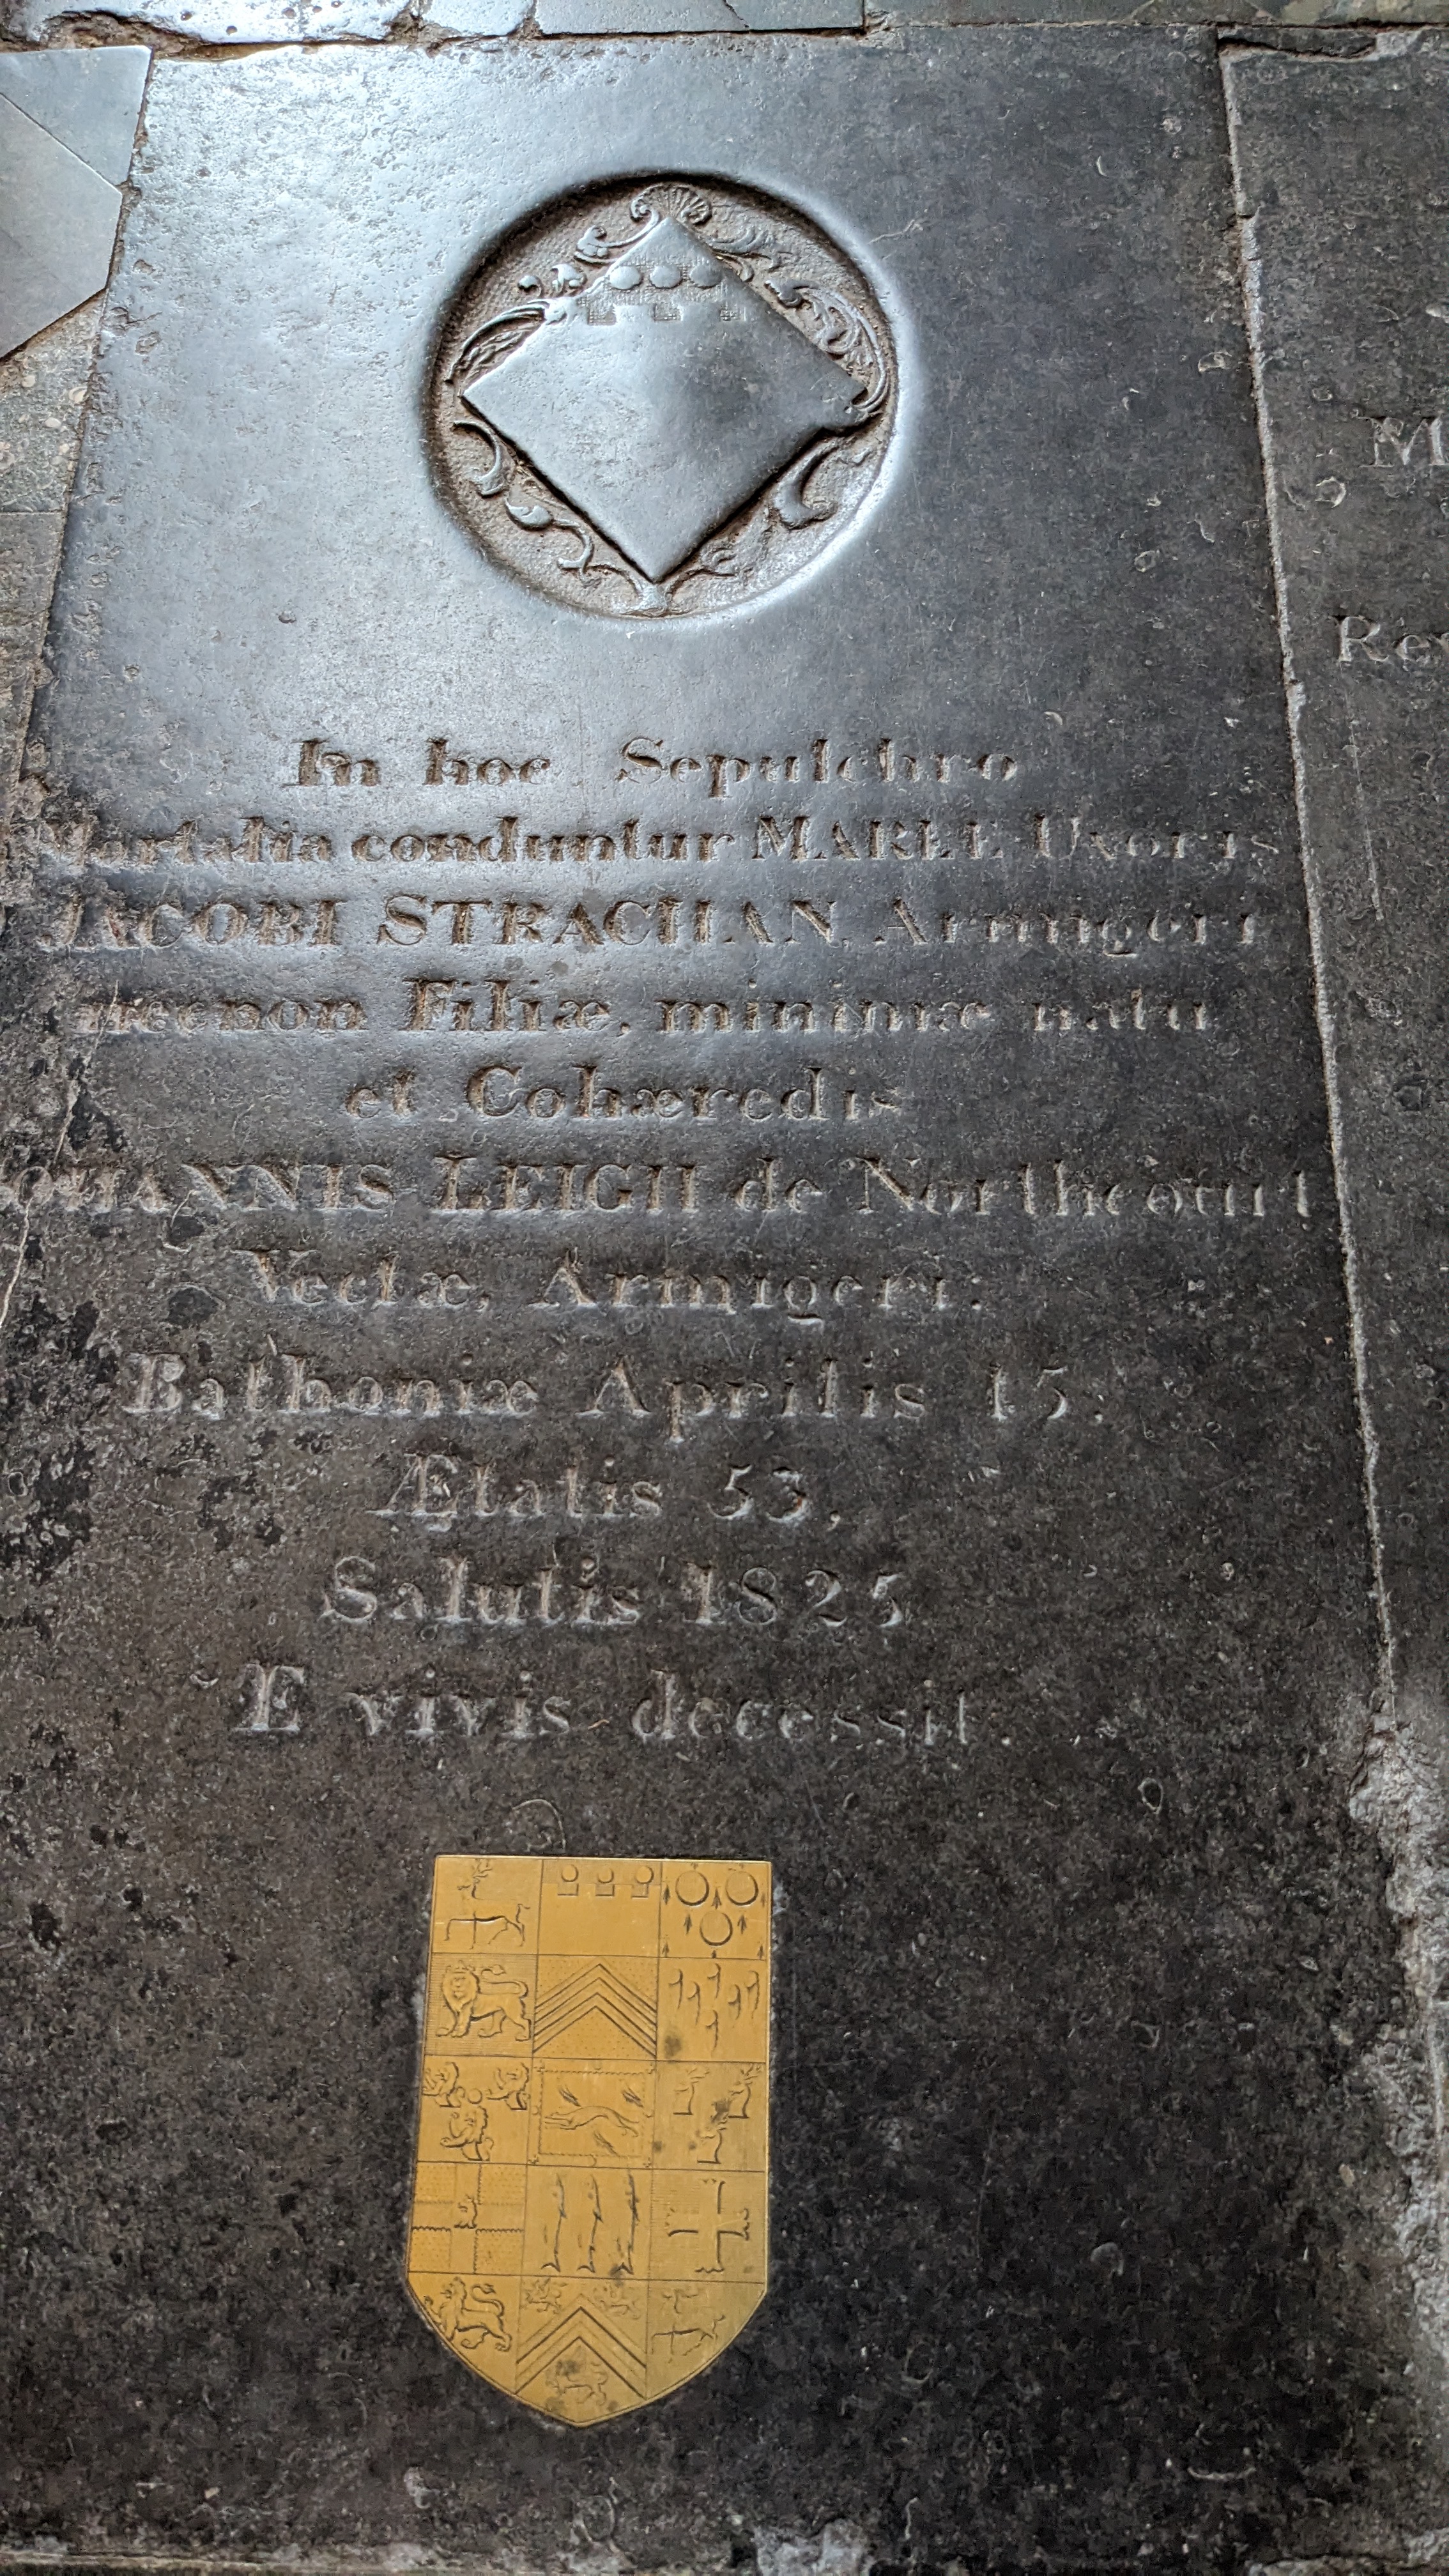 In hoc Sepulchro
Mortalia conduntur MARIÆ Uxoris
JACOBI STRACHAN, Armigeri
necnon Filiæ, minimæ natu
et Cohæredis
JOHANNIS LEIGH de Northcourt
Vectæ, Armigeri.
Bathoniæ Aprilis 15.
Ætatis 53,
Salutis 1825
E vivis decessit.